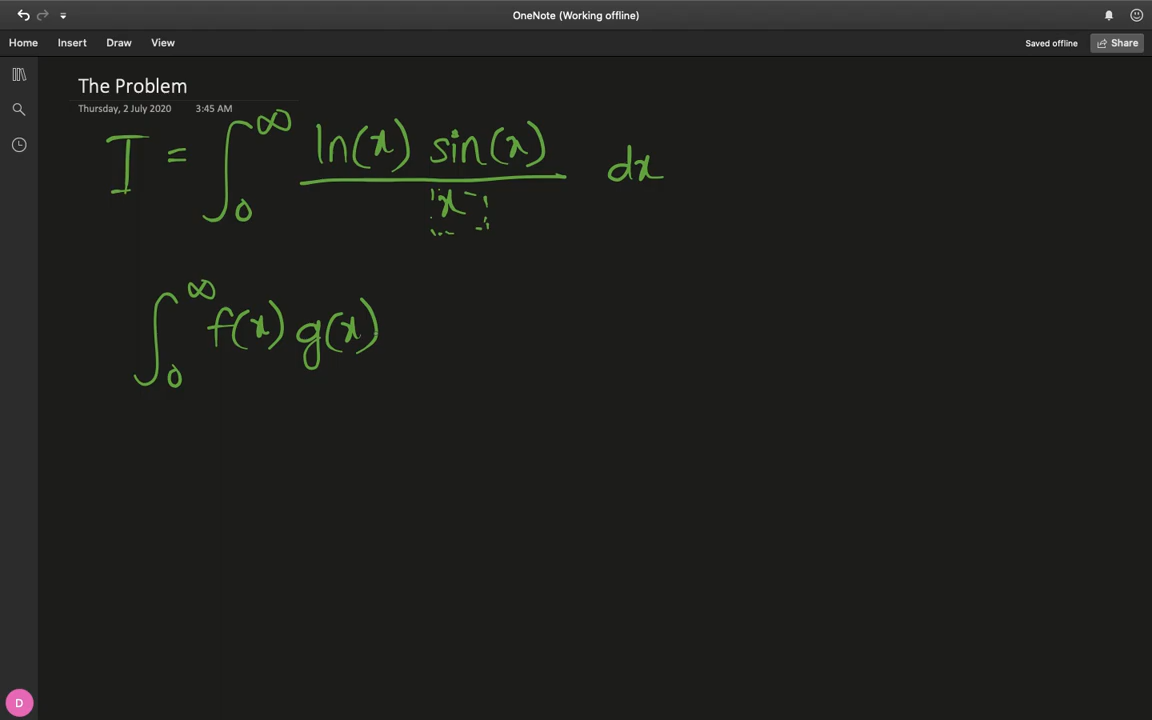 OneNote (Working offline)
Home Insert Draw View Saved offline Share
The Problem
Thursday, 2 July 2020 3:45 AM
I = ∫₀^∞ ln(x) sin(x) / x dx
∫₀^∞ f(x) g(x)
D